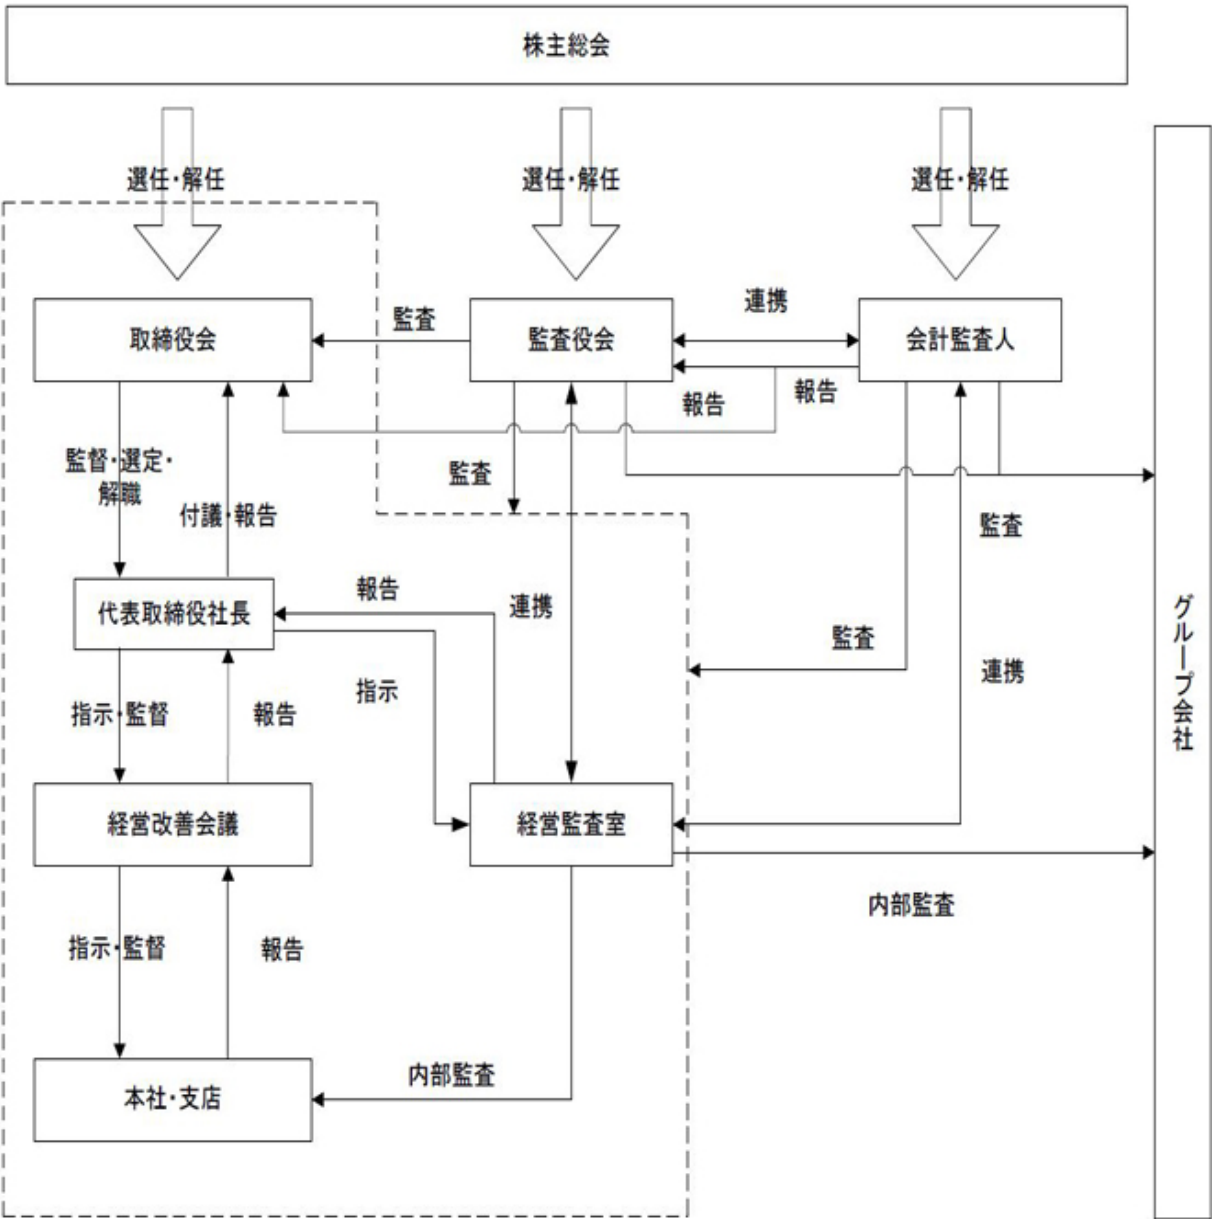 株主総会
選任・解任
選任・解任
選任・解任
取締役会
監査
監査役会
連携
会計監査人
報告
報告
監督・選定・
解職
付議・報告
監査
監査
代表取締役社長
報告
連携
監査
連携
グループ会社
指示・監督
報告
指示
経営改善会議
経営監査室
内部監査
指示・監督
報告
内部監査
本社・支店